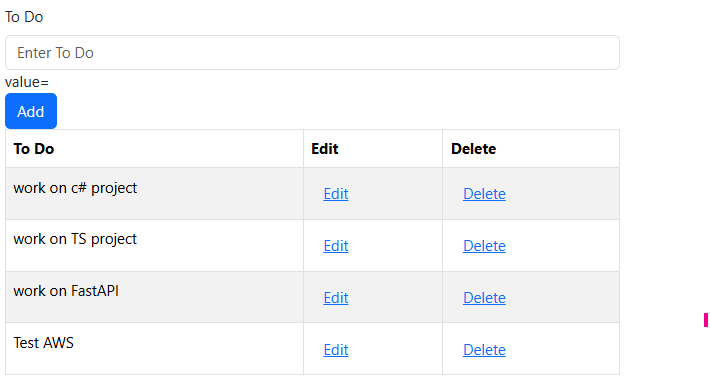 To Do
Enter To Do
value=
Add
To Do Edit Delete
work on c# project Edit Delete
work on TS project Edit Delete
work on FastAPI Edit Delete
Test AWS Edit Delete